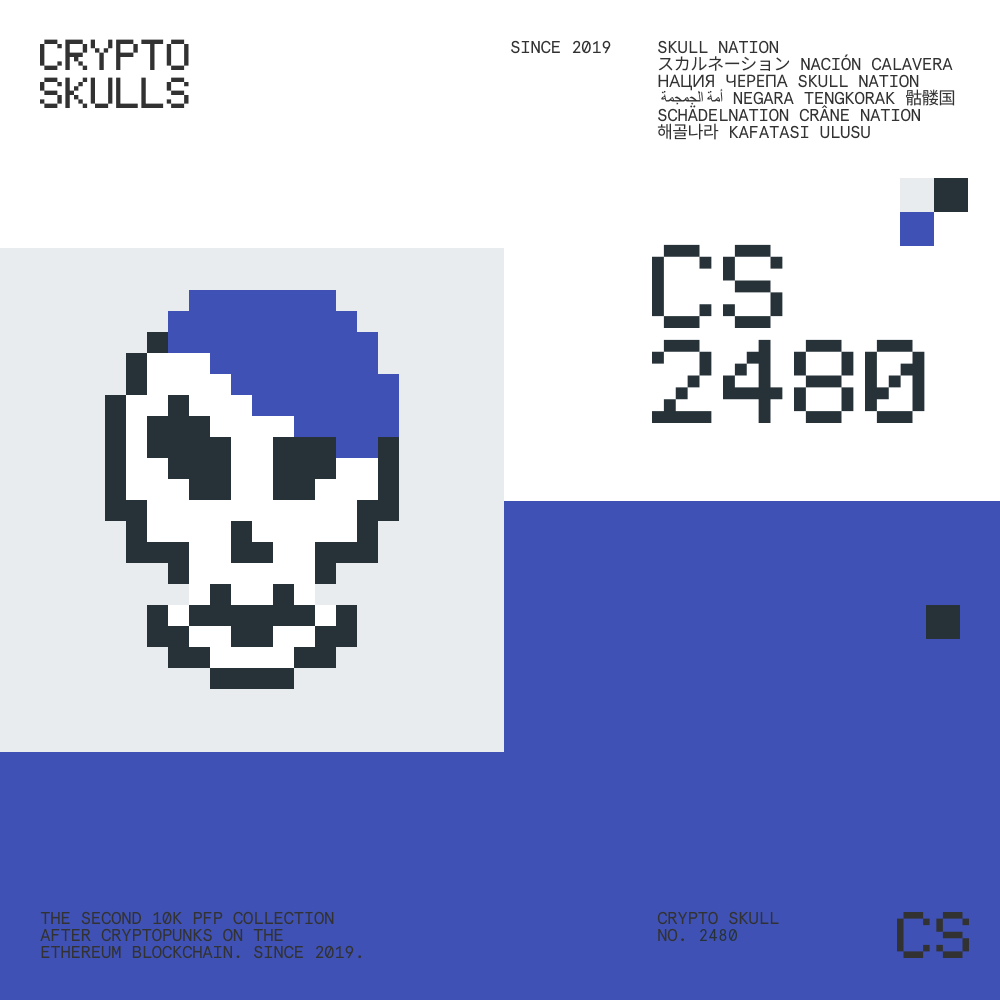 CRYPTO
SKULLS
SINCE 2019
SKULL NATION
スカルネーション NACIÓN CALAVERA
НАЦИЯ ЧЕРЕПА SKULL NATION
أمة الجمجمة NEGARA TENGKORAK 骷髅国
SCHÄDELNATION CRÂNE NATION
해골나라 KAFATASI ULUSU
CS
2480
THE SECOND 10K PFP COLLECTION
AFTER CRYPTOPUNKS ON THE
ETHEREUM BLOCKCHAIN. SINCE 2019.
CRYPTO SKULL
NO. 2480
CS